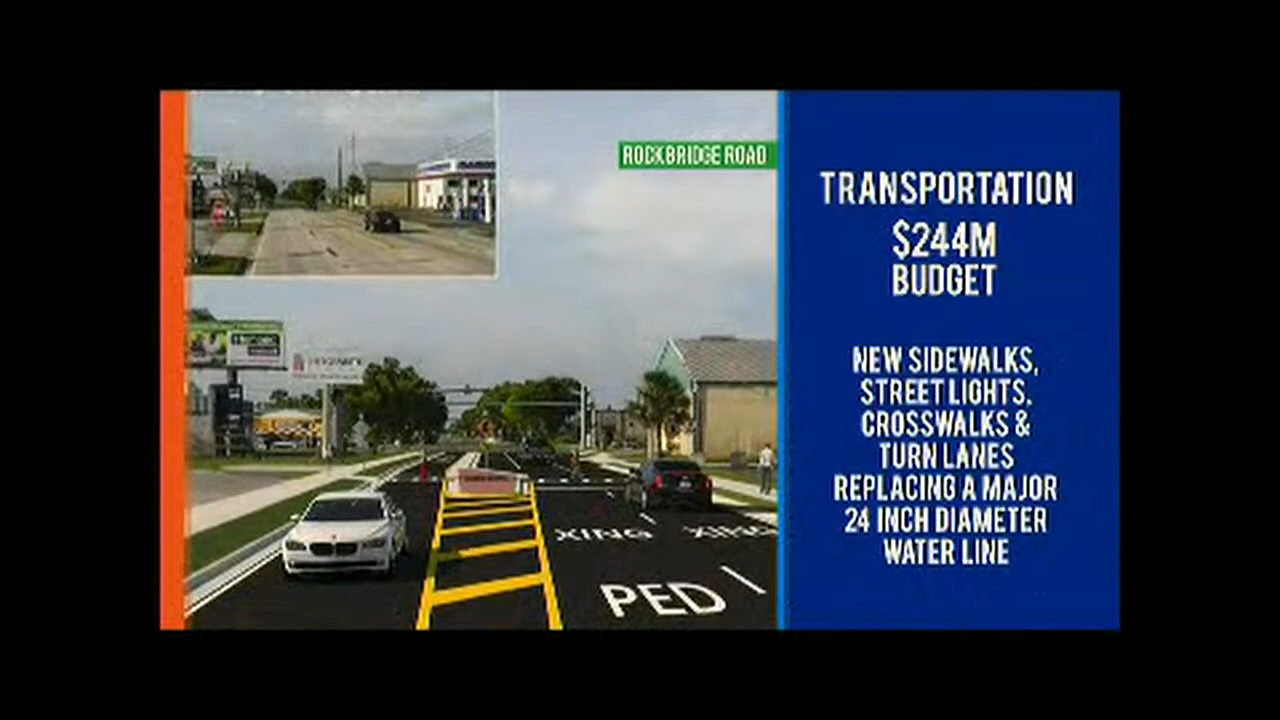 ROCKBRIDGE ROAD
TRANSPORTATION
$244M
BUDGET
NEW SIDEWALKS,
STREET LIGHTS,
CROSSWALKS &
TURN LANES
REPLACING A MAJOR
24 INCH DIAMETER
WATER LINE
XING XING
PED